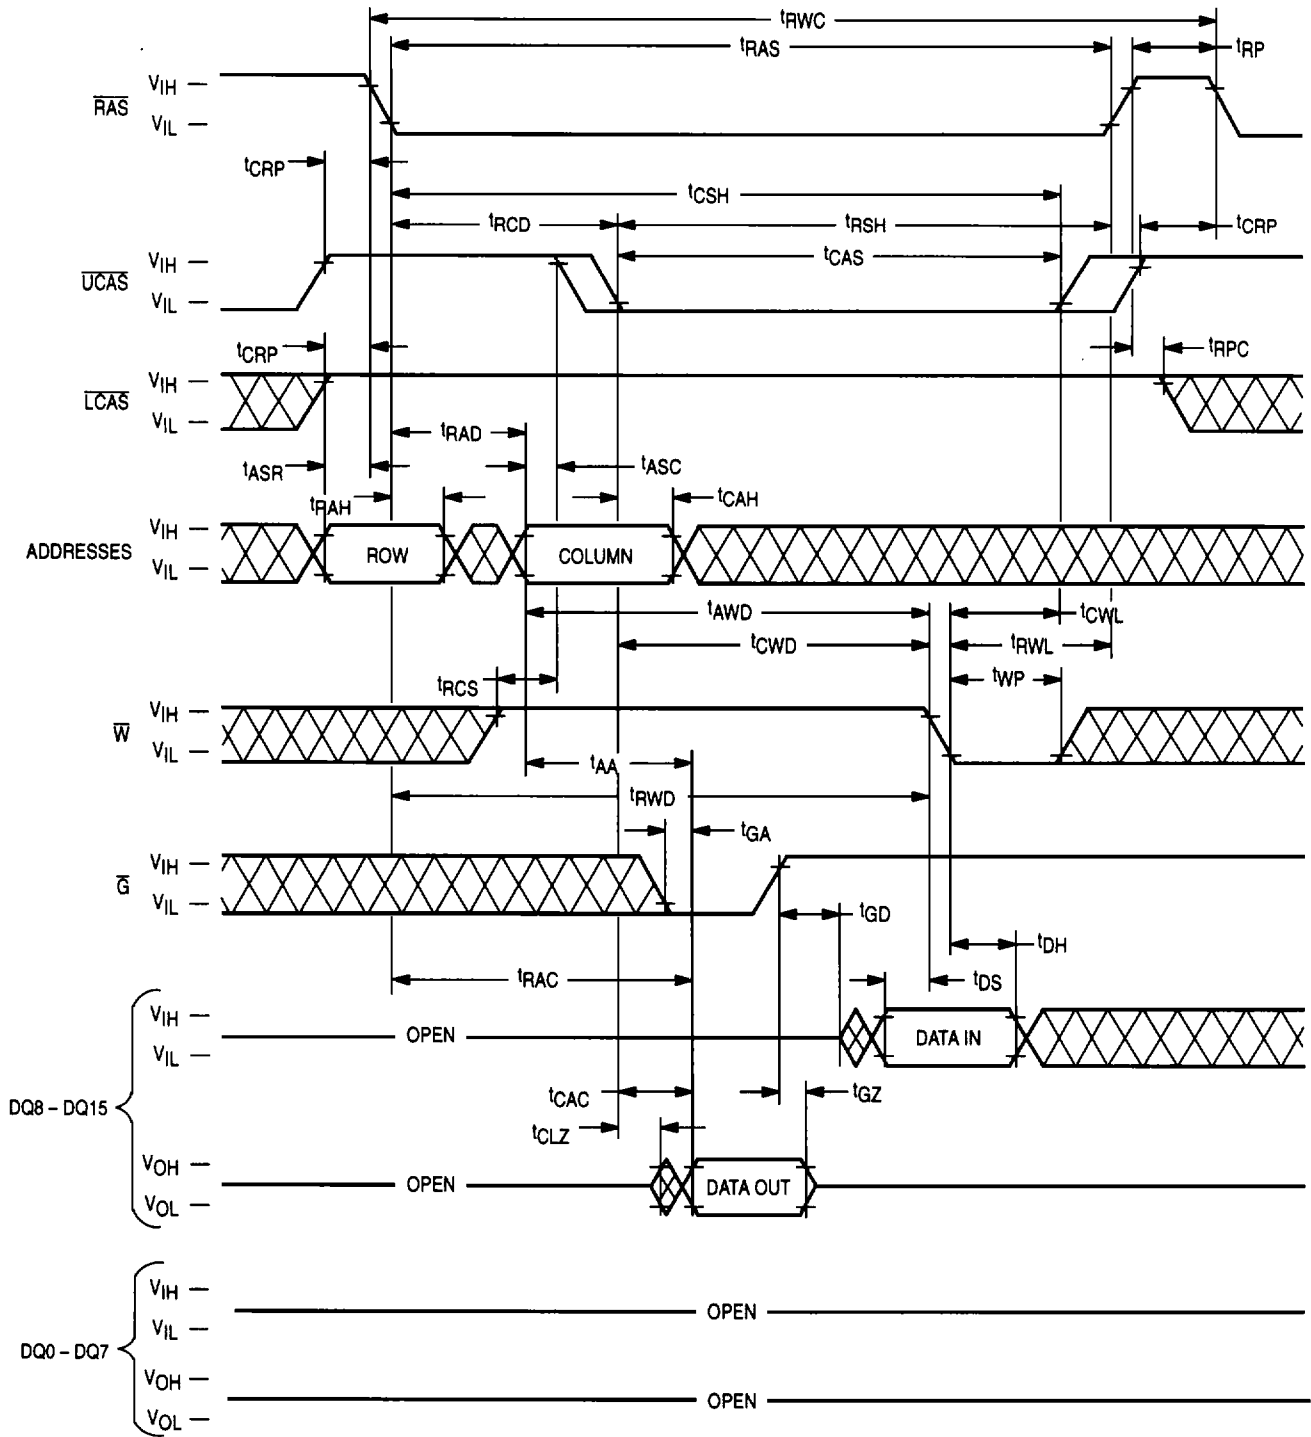 tRWC
tRAS
tRP
RAS
VIH
VIL
tCRP
tCSH
tRCD
tRSH
tCRP
tCAS
UCAS
VIH
VIL
tCRP
tRPC
LCAS
VIH
VIL
tRAD
tASR
tASC
tRAH
tCAH
ADDRESSES
VIH
VIL
ROW
COLUMN
tAWD
tCWL
tCWD
tRWL
tRCS
tWP
W
VIH
VIL
tAA
tRWD
tGA
G
VIH
VIL
tGD
tDH
tRAC
tDS
VIH
VIL
OPEN
DATA IN
tCAC
tGZ
DQ8 – DQ15
tCLZ
VOH
VOL
OPEN
DATA OUT
VIH
VIL
OPEN
DQ0 – DQ7
VOH
VOL
OPEN